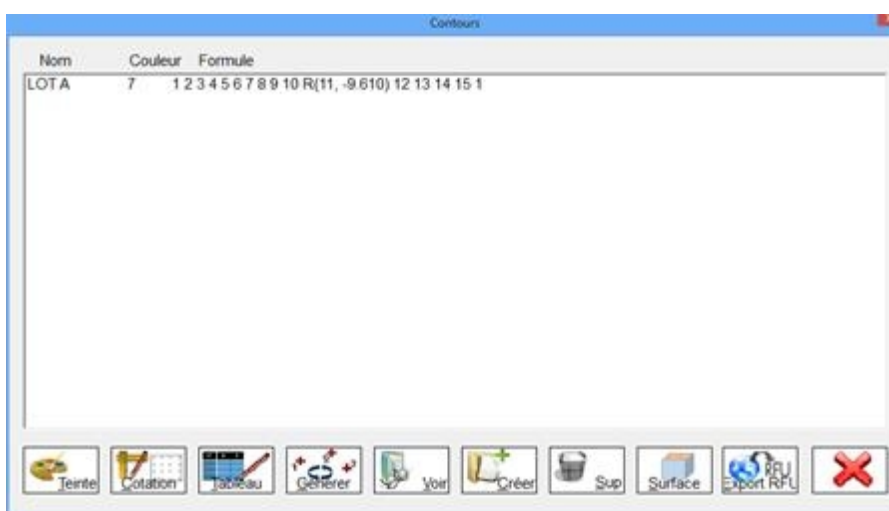 Contours
Nom Couleur Formule
LOT A 7 1 2 3 4 5 6 7 8 9 10 R(11, -9.610) 12 13 14 15 1
Teinte Cotation Tableau Générer Voir Créer Sup Surface Export RFU